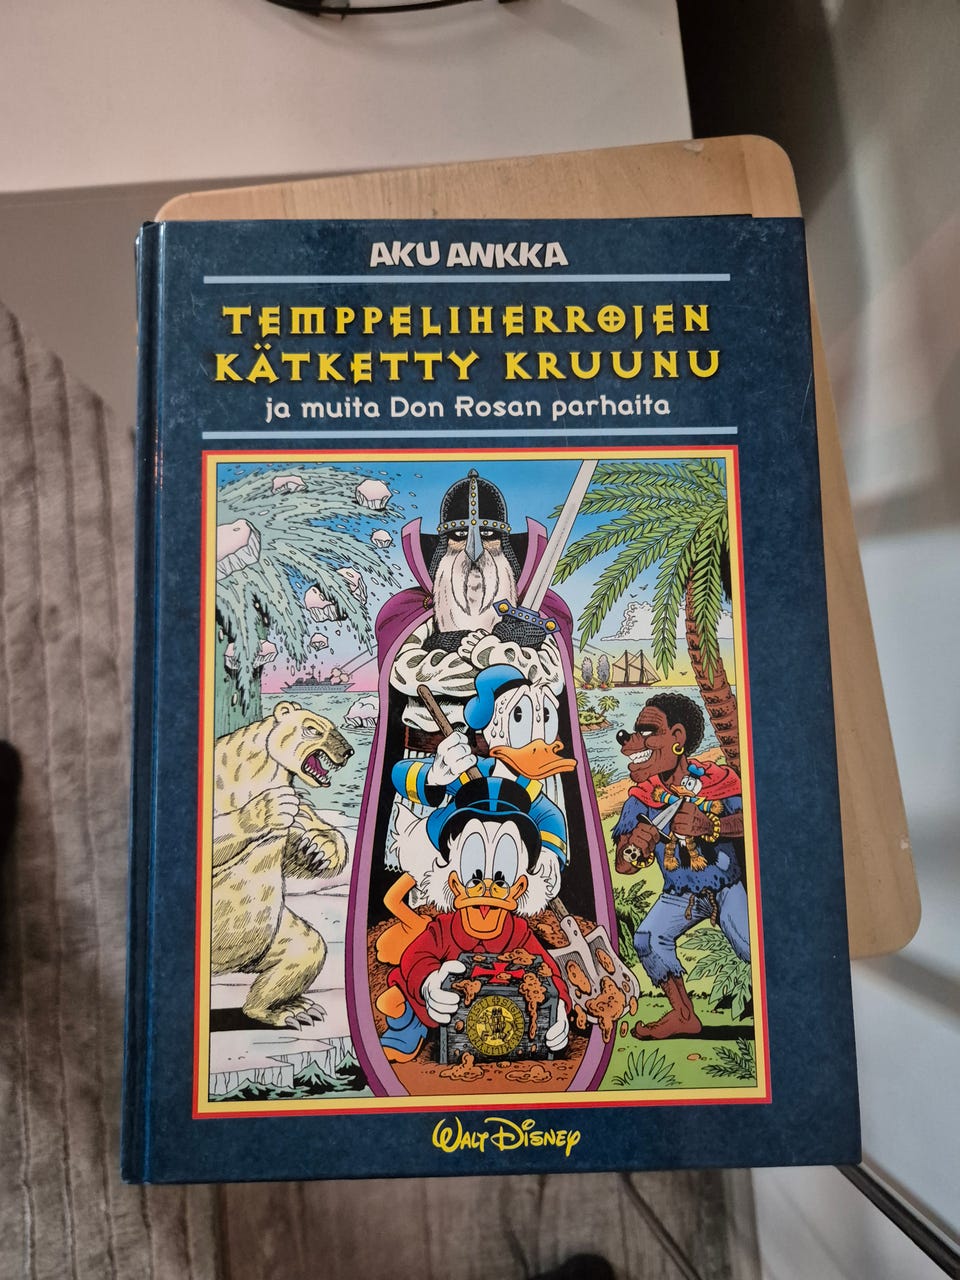 AKU ANKKA
TEMPPELIHERROJEN
KÄTKETTY KRUUNU
ja muita Don Rosan parhaita
WALT DISNEY